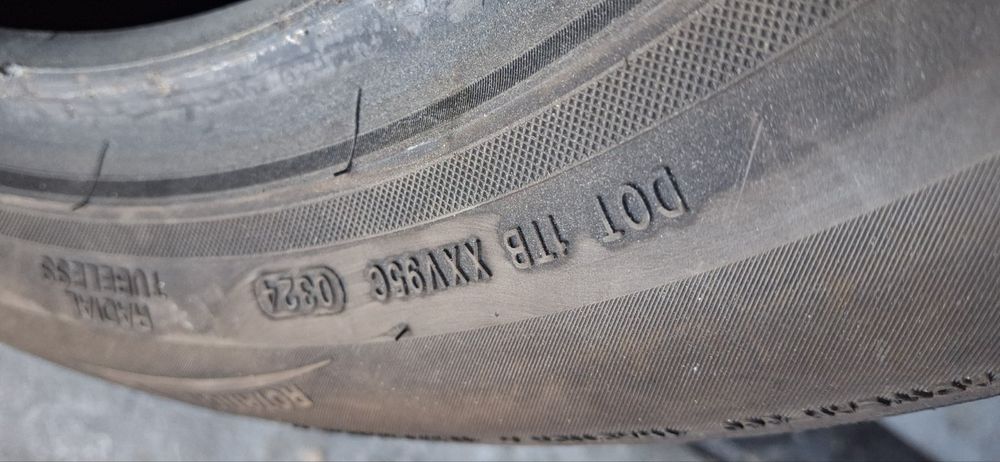 DOT 1TB XXV95C 0324
RADIAL
TUBELESS